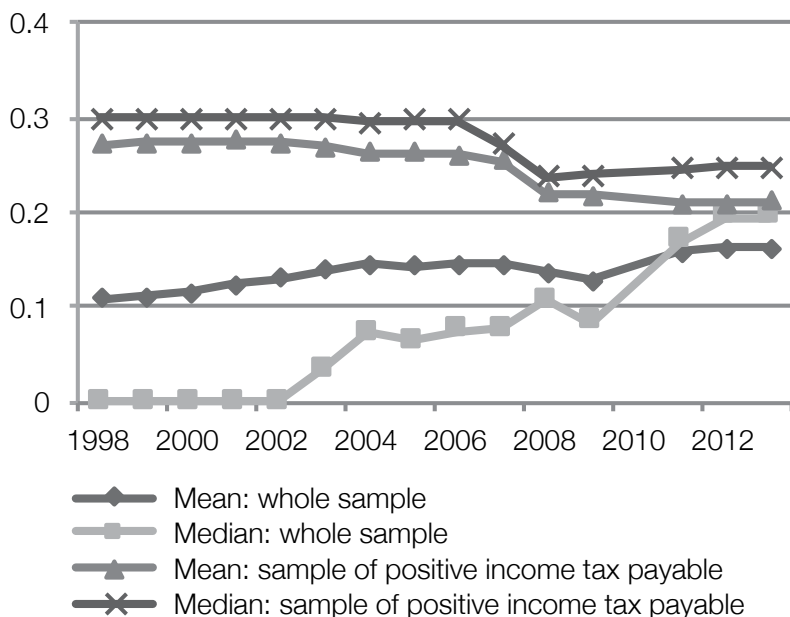 0.4
0.3
0.2
0.1
0
1998 2000 2002 2004 2006 2008 2010 2012
Mean: whole sample
Median: whole sample
Mean: sample of positive income tax payable
Median: sample of positive income tax payable